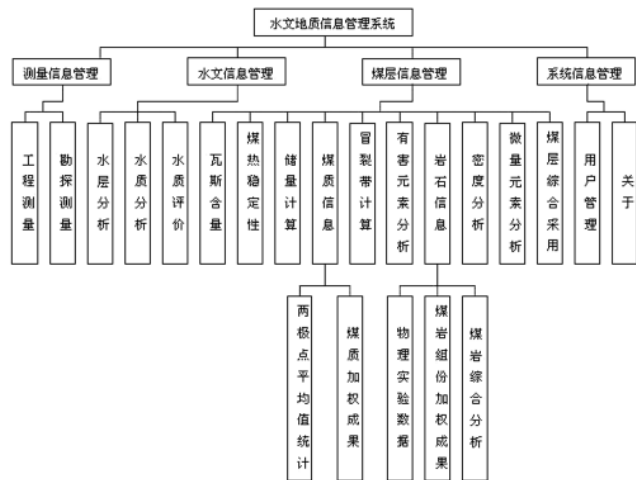 水文地质信息管理系统
测量信息管理
水文信息管理
煤层信息管理
系统信息管理
工程测量
勘探测量
水层分析
水质分析
水质评价
瓦斯含量
煤热稳定性
储量计算
煤质信息
冒裂带计算
有害元素分析
岩石信息
密度分析
微量元素分析
煤层综合采用
用户管理
关于
两极点平均值统计
煤质加权成果
物理实验数据
煤岩组份加权成果
煤岩综合分析